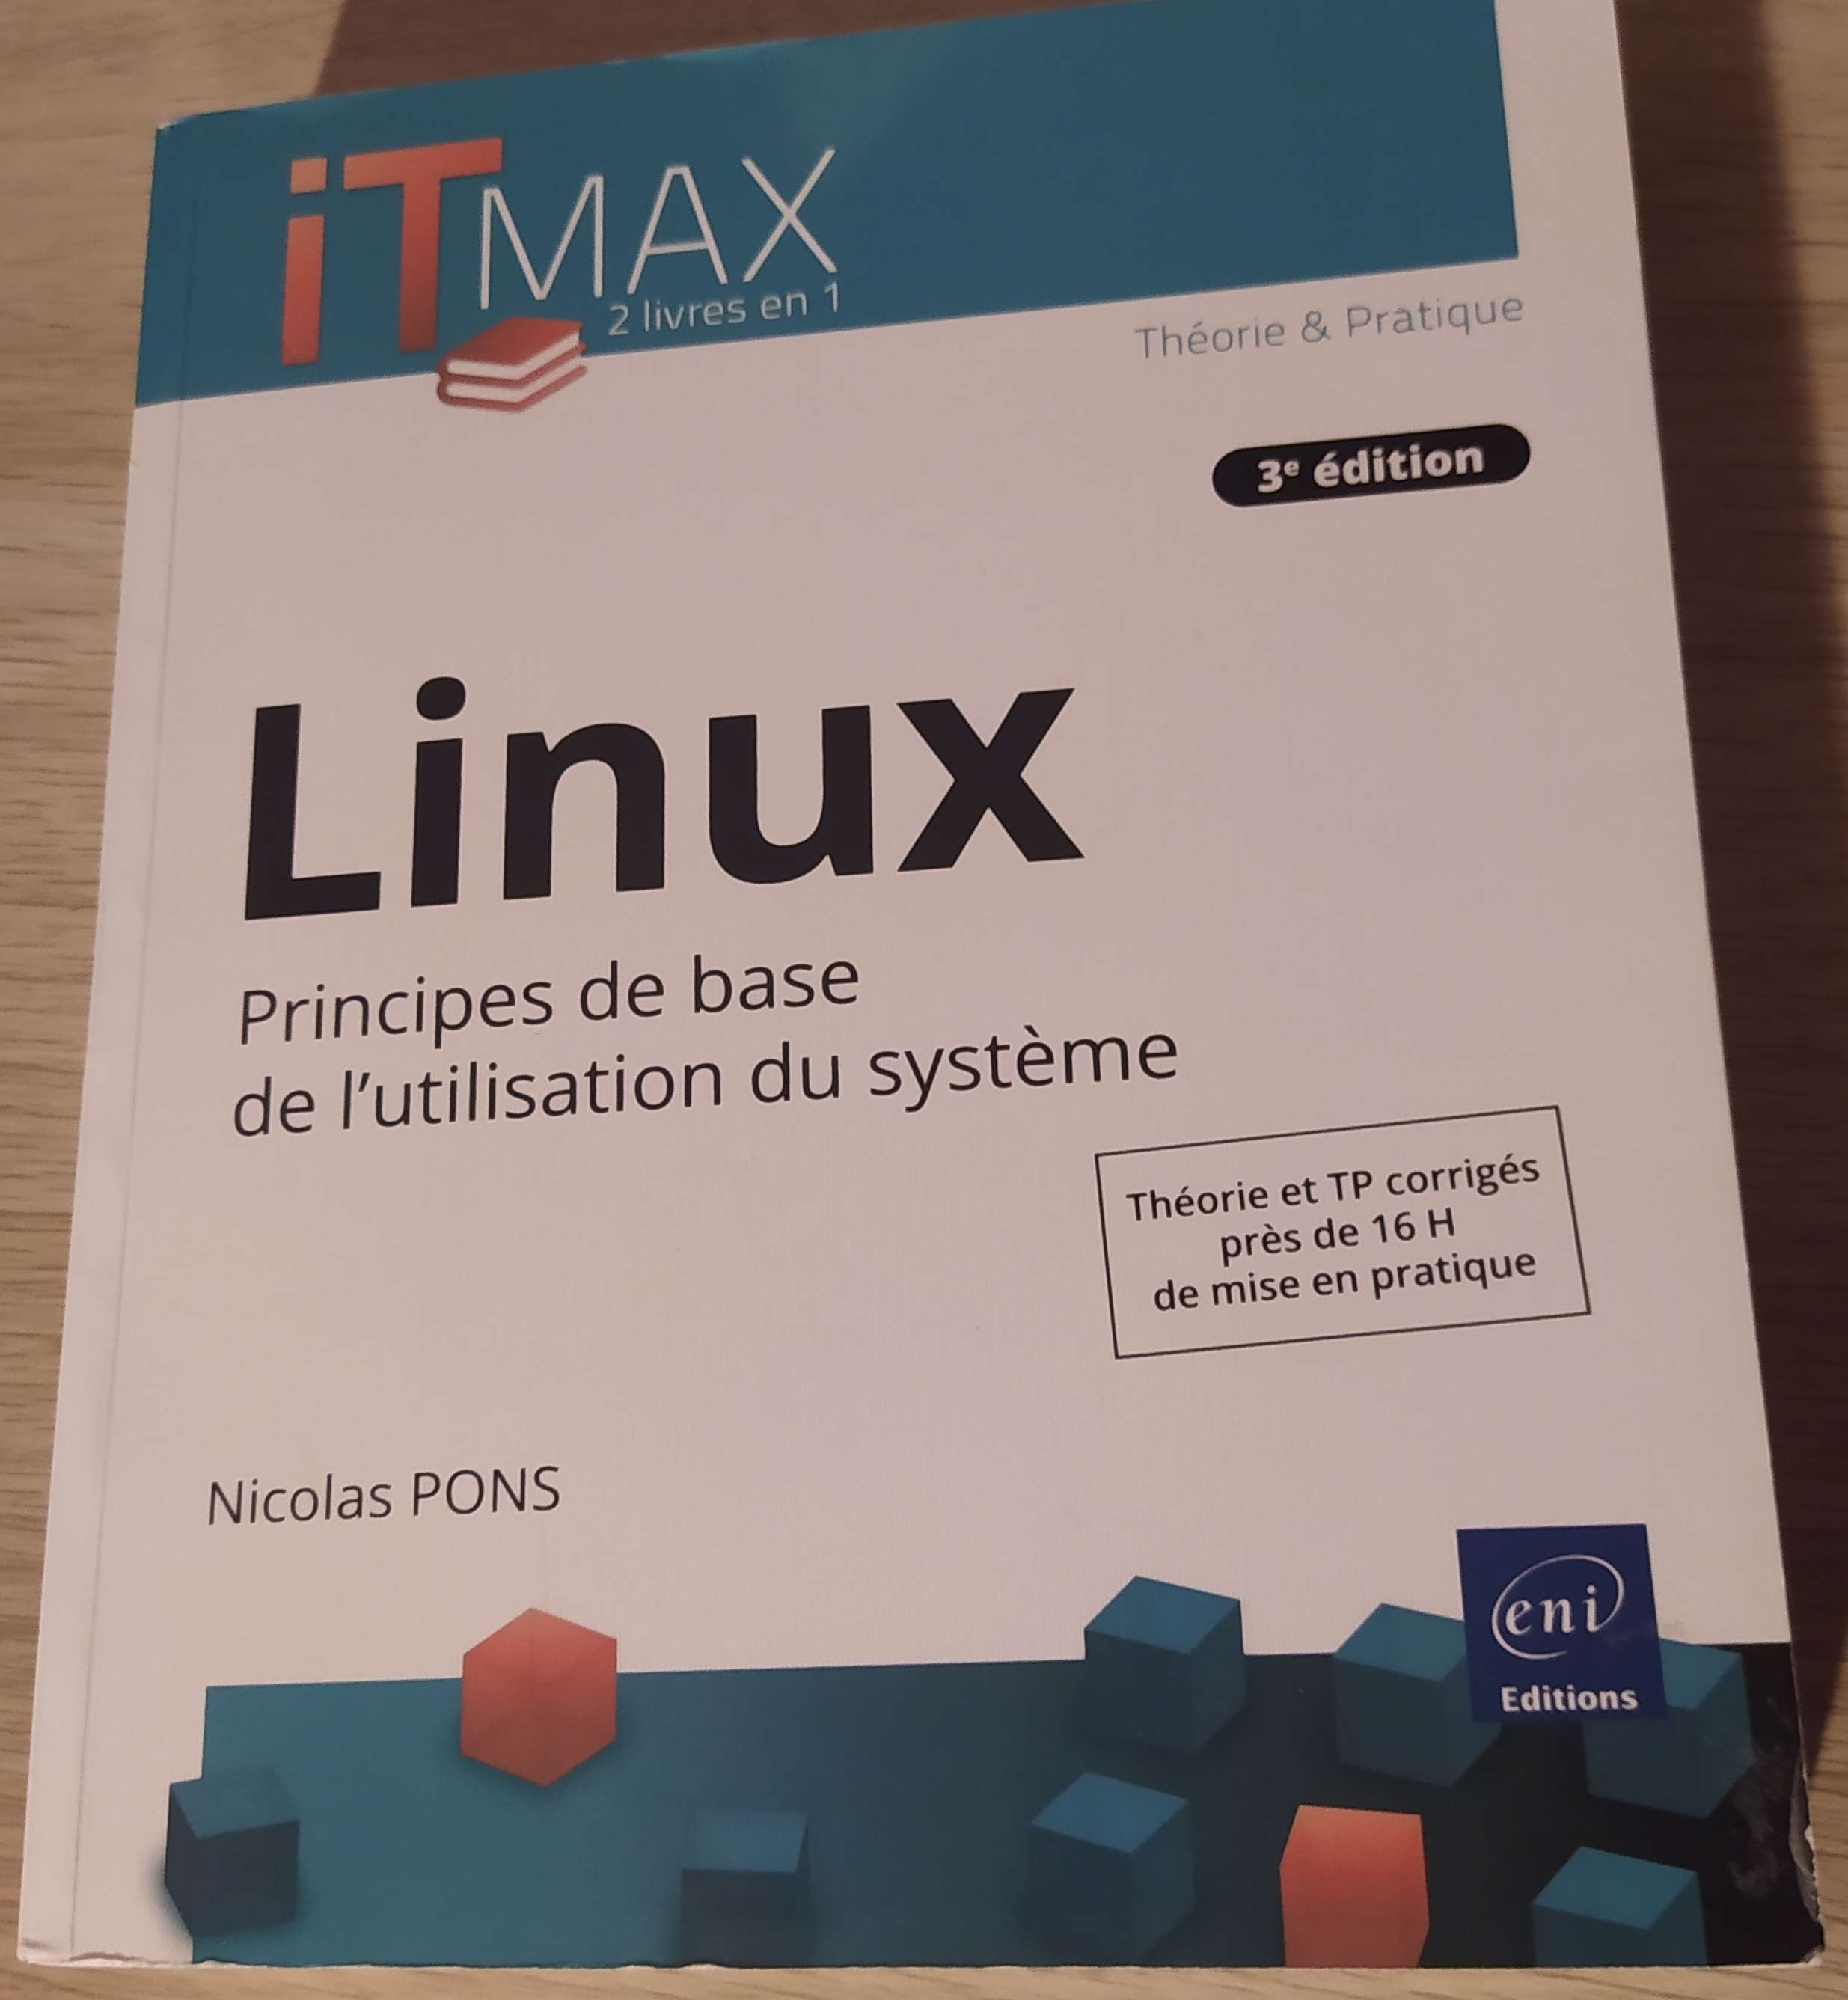 iTMAX
2 livres en 1
Théorie & Pratique
3e édition
Linux
Principes de base
de l'utilisation du système
Théorie et TP corrigés
près de 16 H
de mise en pratique
Nicolas PONS
eni
Editions